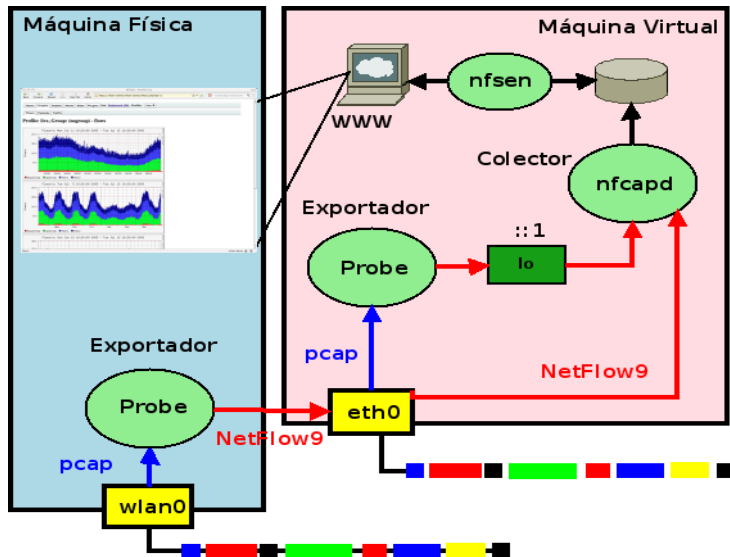 Máquina Física
Máquina Virtual
nfsen
WWW
Colector
nfcapd
Exportador
::1
Probe
lo
pcap
NetFlow9
Exportador
Probe
eth0
NetFlow9
pcap
wlan0